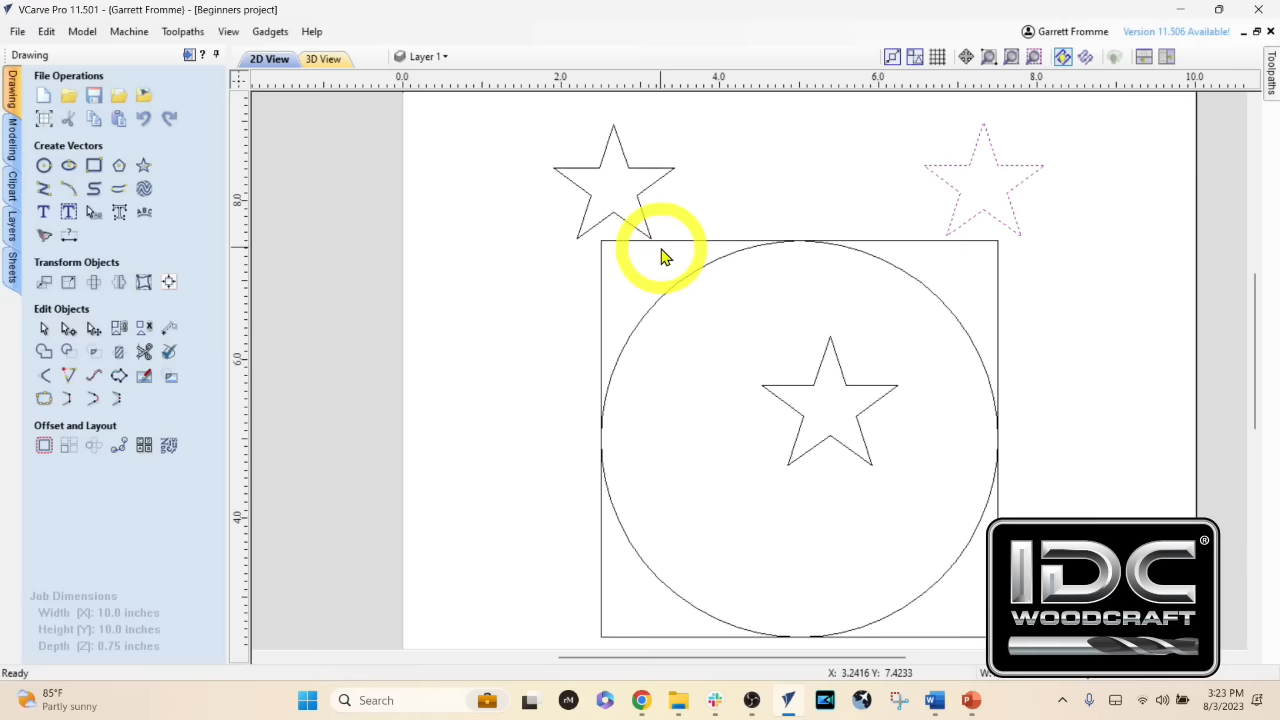 VCarve Pro 11.501 - {Garrett Fromme} - [Beginners project]
File Edit Model Machine Toolpaths View Gadgets Help
Garrett Fromme
Version 11.506 Available!
Drawing
2D View
3D View
Layer 1
Drawing
Modeling
Clipart
Layers
Sheets
Toolpaths
File Operations
Create Vectors
Transform Objects
Edit Objects
Offset and Layout
0.0 2.0 4.0 6.0 8.0 10.0
8.0
6.0
4.0
Job Dimensions
Width (X): 10.0 inches
Height (Y): 10.0 inches
Depth (Z): 0.75 inches
IDC®
WOODCRAFT
Ready
X: 3.2416 Y: 7.4233
85°F
Partly sunny
Search
3:23 PM
8/3/2023